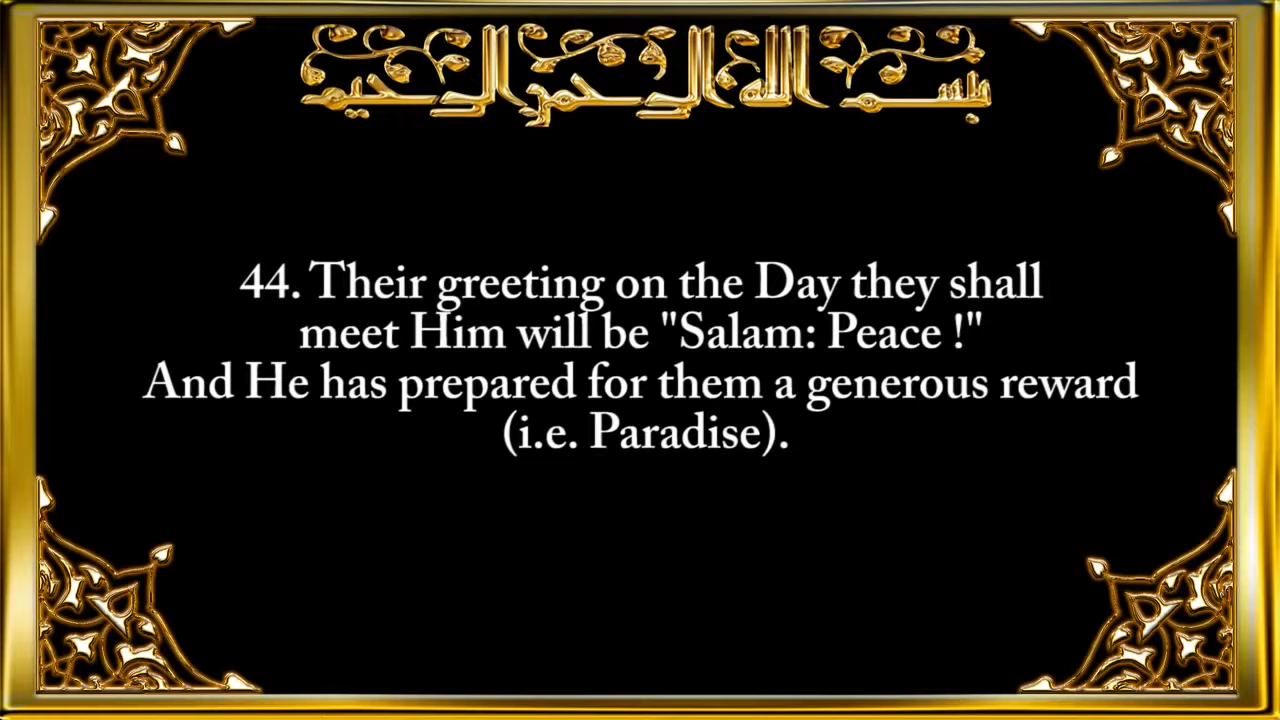 بسم الله الرحمن الرحيم
44. Their greeting on the Day they shall
meet Him will be "Salam: Peace !"
And He has prepared for them a generous reward
(i.e. Paradise).